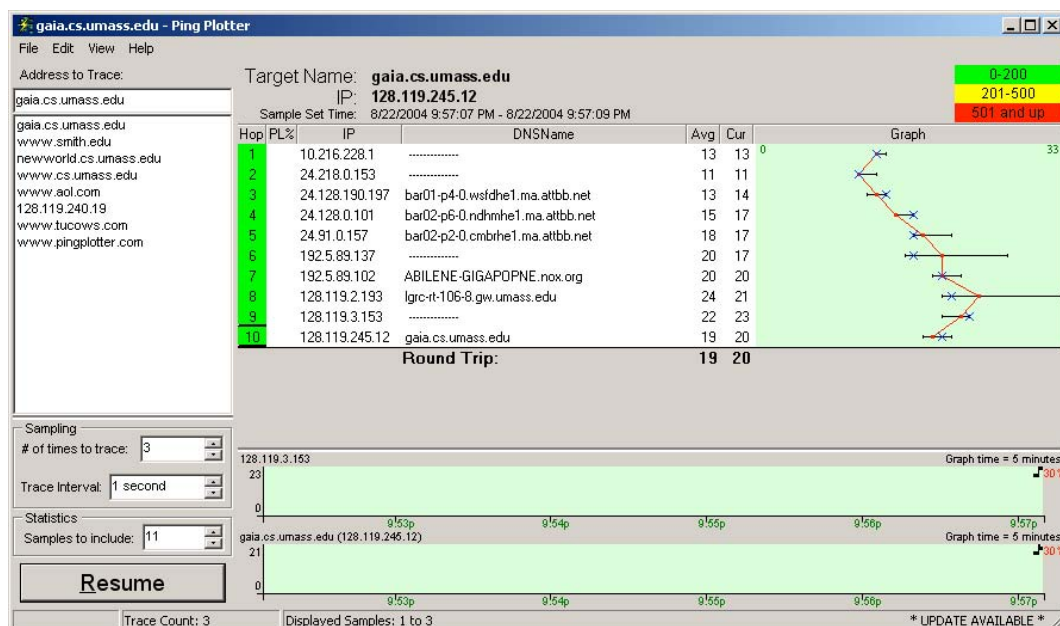 gaia.cs.umass.edu - Ping Plotter
File Edit View Help
Address to Trace:
gaia.cs.umass.edu
gaia.cs.umass.edu
www.smith.edu
newworld.cs.umass.edu
www.cs.umass.edu
www.aol.com
128.119.240.19
www.tucows.com
www.pingplotter.com
Sampling
# of times to trace: 3
Trace Interval: 1 second
Statistics
Samples to include: 11
Resume
Target Name: gaia.cs.umass.edu
IP: 128.119.245.12
Sample Set Time: 8/22/2004 9:57:07 PM - 8/22/2004 9:57:09 PM
0-200
201-500
501 and up
Hop PL% IP DNSName Avg Cur Graph
0 33
1 10.216.228.1 ------------- 13 13
2 24.218.0.153 ------------- 11 11
3 24.128.190.197 bar01-p4-0.wsfdhe1.ma.attbb.net 13 14
4 24.128.0.101 bar02-p6-0.ndhmhe1.ma.attbb.net 15 17
5 24.91.0.157 bar02-p2-0.cmbrhe1.ma.attbb.net 18 17
6 192.5.89.137 ------------- 20 17
7 192.5.89.102 ABILENE-GIGAPOPNE.nox.org 20 20
8 128.119.2.193 lgrc-rt-106-8.gw.umass.edu 24 21
9 128.119.3.153 ------------- 22 23
10 128.119.245.12 gaia.cs.umass.edu 19 20
Round Trip: 19 20
128.119.3.153 Graph time = 5 minutes
23 30
0
9:53p 9:54p 9:55p 9:56p 9:57p
gaia.cs.umass.edu (128.119.245.12) Graph time = 5 minutes
21 30
0
9:53p 9:54p 9:55p 9:56p 9:57p
Trace Count: 3 Displayed Samples: 1 to 3 * UPDATE AVAILABLE *